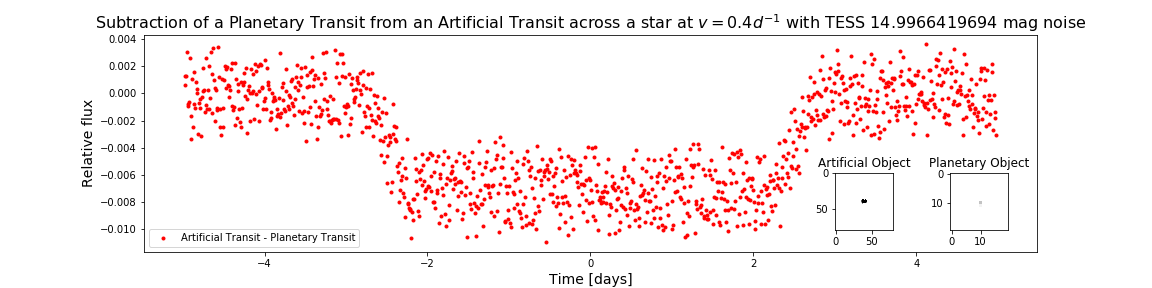 Subtraction of a Planetary Transit from an Artificial Transit across a star at v = 0.4d⁻¹ with TESS 14.9966419694 mag noise
Relative flux
0.004
0.002
0.000
−0.002
−0.004
−0.006
−0.008
−0.010
Artificial Transit - Planetary Transit
Artificial Object
0
50
0 50
Planetary Object
0
10
0 10
−4 −2 0 2 4
Time [days]